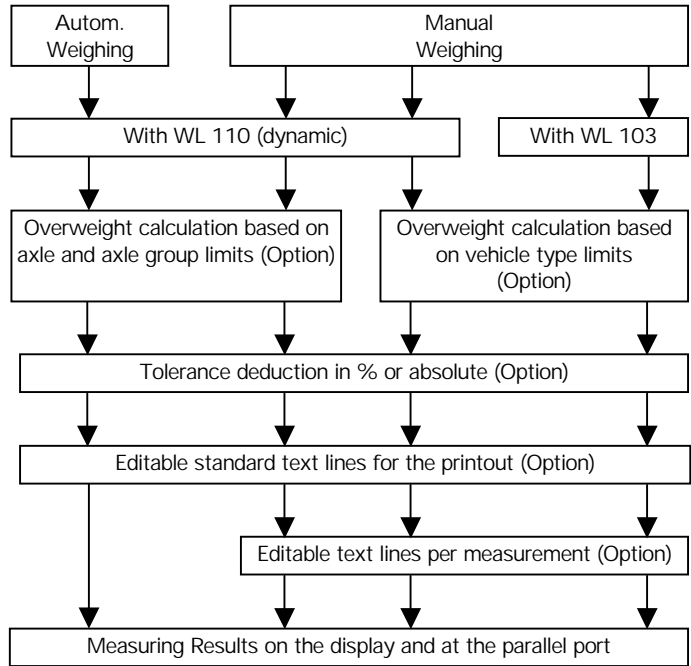 Autom.
Weighing
Manual
Weighing
With WL 110 (dynamic)
With WL 103
Overweight calculation based on
axle and axle group limits (Option)
Overweight calculation based
on vehicle type limits
(Option)
Tolerance deduction in % or absolute (Option)
Editable standard text lines for the printout (Option)
Editable text lines per measurement (Option)
Measuring Results on the display and at the parallel port